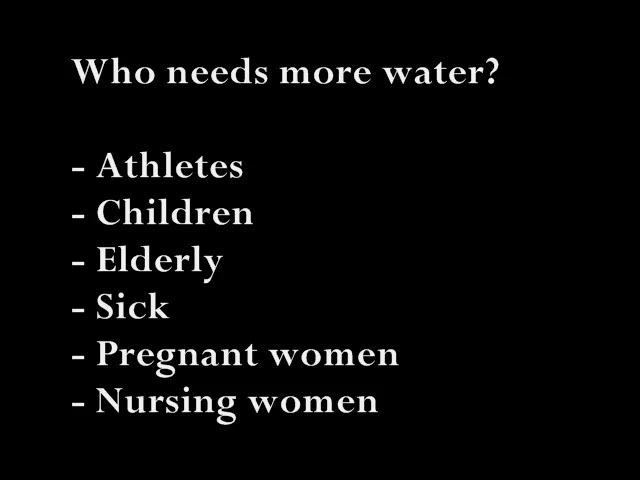 Who needs more water?
- Athletes
- Children
- Elderly
- Sick
- Pregnant women
- Nursing women